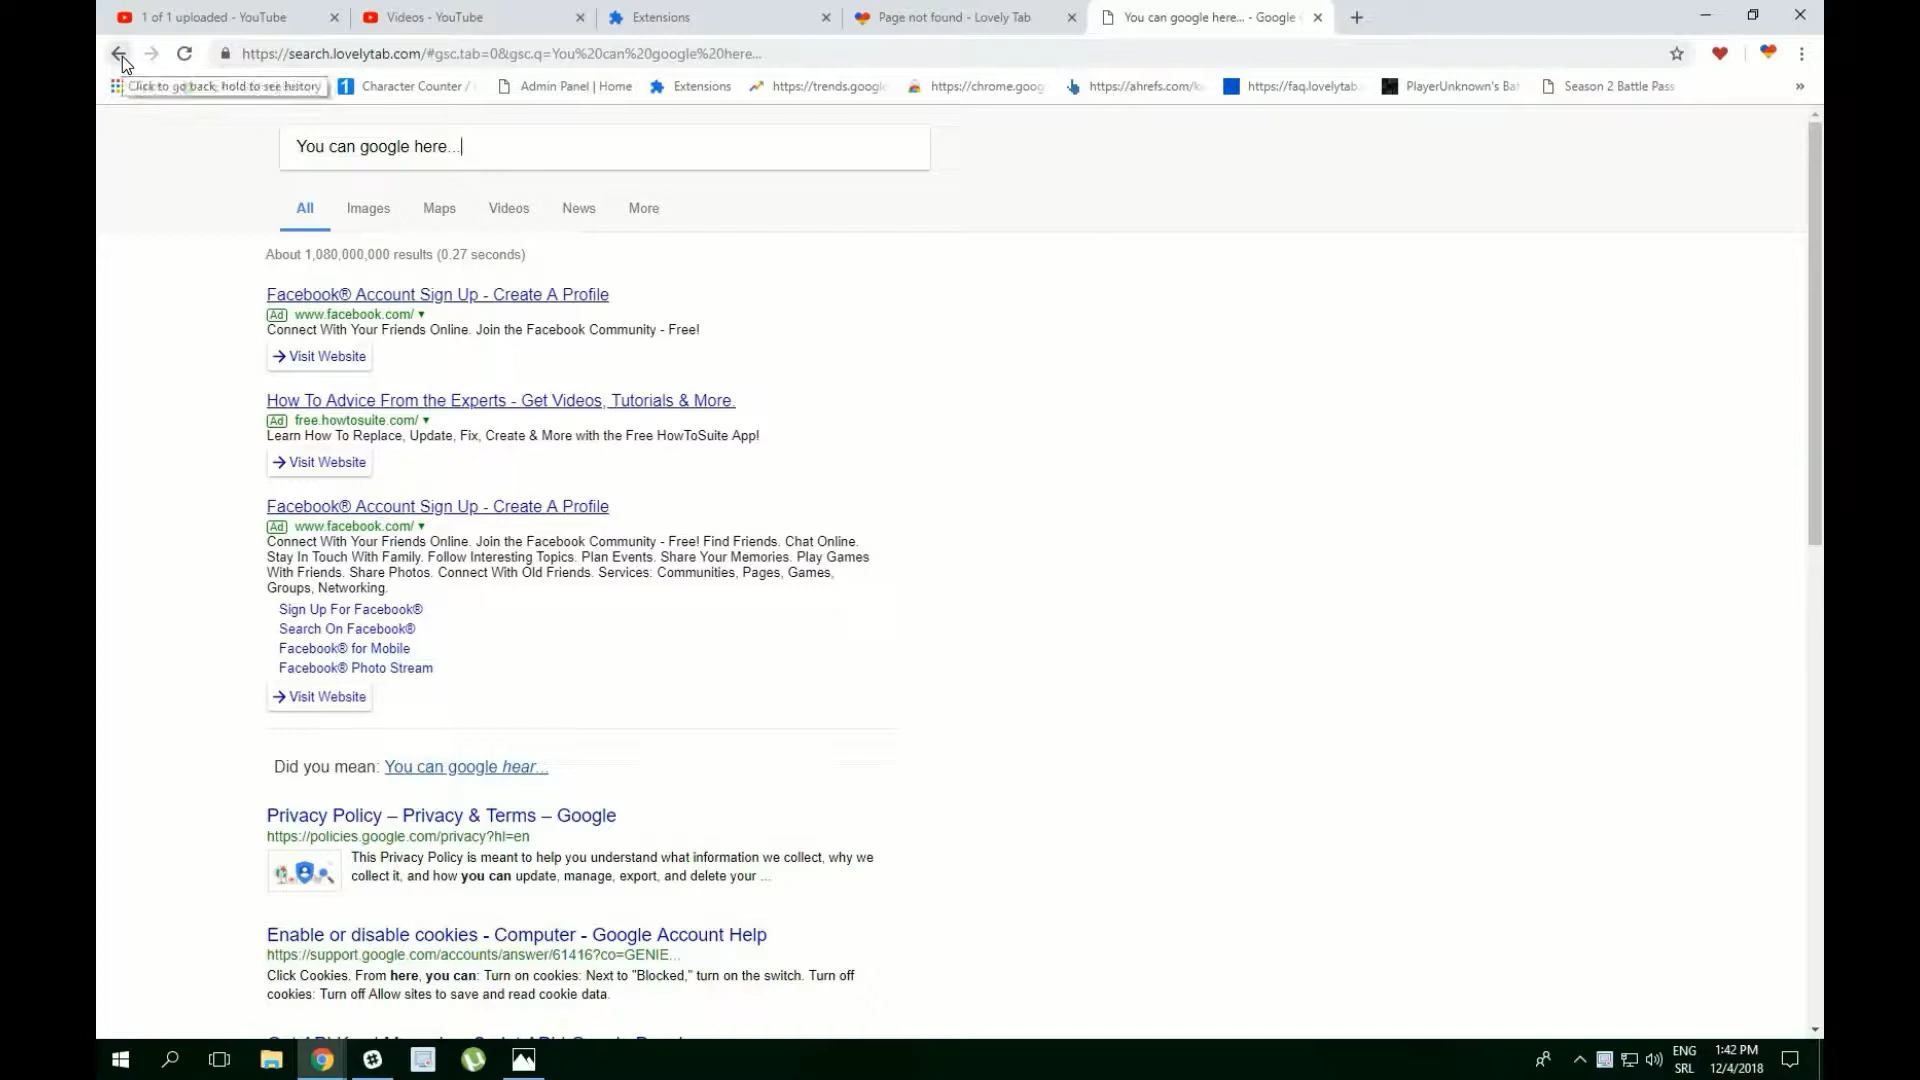 1 of 1 uploaded - YouTube
Videos - YouTube
Extensions
Page not found - Lovely Tab
You can google here... - Google
https://search.lovelytab.com/#gsc.tab=0&gsc.q=You%20can%20google%20here...
Click to go back, hold to see history
Character Counter /
Admin Panel | Home
Extensions
https://trends.google
https://chrome.goog
https://ahrefs.com/k
https://faq.lovelytab.
PlayerUnknown's Bat
Season 2 Battle Pass
You can google here...
All Images Maps Videos News More
About 1,080,000,000 results (0.27 seconds)
Facebook® Account Sign Up - Create A Profile
Ad www.facebook.com/
Connect With Your Friends Online. Join the Facebook Community - Free!
Visit Website
How To Advice From the Experts - Get Videos, Tutorials & More.
Ad free.howtosuite.com/
Learn How To Replace, Update, Fix, Create & More with the Free HowToSuite App!
Visit Website
Facebook® Account Sign Up - Create A Profile
Ad www.facebook.com/
Connect With Your Friends Online. Join the Facebook Community - Free! Find Friends. Chat Online.
Stay In Touch With Family. Follow Interesting Topics. Plan Events. Share Your Memories. Play Games
With Friends. Share Photos. Connect With Old Friends. Services: Communities, Pages, Games,
Groups, Networking.
Sign Up For Facebook®
Search On Facebook®
Facebook® for Mobile
Facebook® Photo Stream
Visit Website
Did you mean: You can google hear...
Privacy Policy – Privacy & Terms – Google
https://policies.google.com/privacy?hl=en
This Privacy Policy is meant to help you understand what information we collect, why we
collect it, and how you can update, manage, export, and delete your ...
Enable or disable cookies - Computer - Google Account Help
https://support.google.com/accounts/answer/61416?co=GENIE...
Click Cookies. From here, you can: Turn on cookies: Next to "Blocked," turn on the switch. Turn off
cookies: Turn off Allow sites to save and read cookie data.
ENG 1:42 PM
SRL 12/4/2018